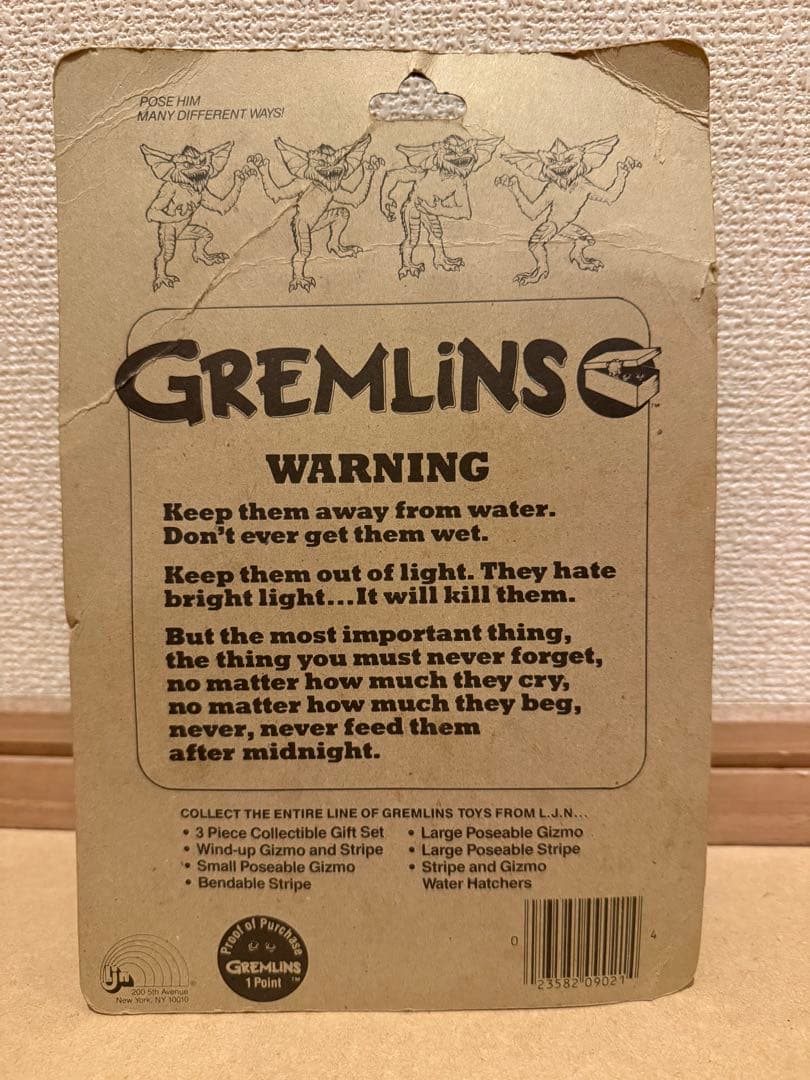 POSE HIM
MANY DIFFERENT WAYS!
GREMLiNS
TM
WARNING
Keep them away from water.
Don't ever get them wet.
Keep them out of light. They hate
bright light...It will kill them.
But the most important thing,
the thing you must never forget,
no matter how much they cry,
no matter how much they beg,
never, never feed them
after midnight.
COLLECT THE ENTIRE LINE OF GREMLINS TOYS FROM L.J.N...
• 3 Piece Collectible Gift Set
• Wind-up Gizmo and Stripe
• Small Poseable Gizmo
• Bendable Stripe
• Large Poseable Gizmo
• Large Poseable Stripe
• Stripe and Gizmo
Water Hatchers
ljn ®
200 5th Avenue
New York, NY 10010
Proof of Purchase
GREMLINS
TM
1 Point
0 23582 09021 4